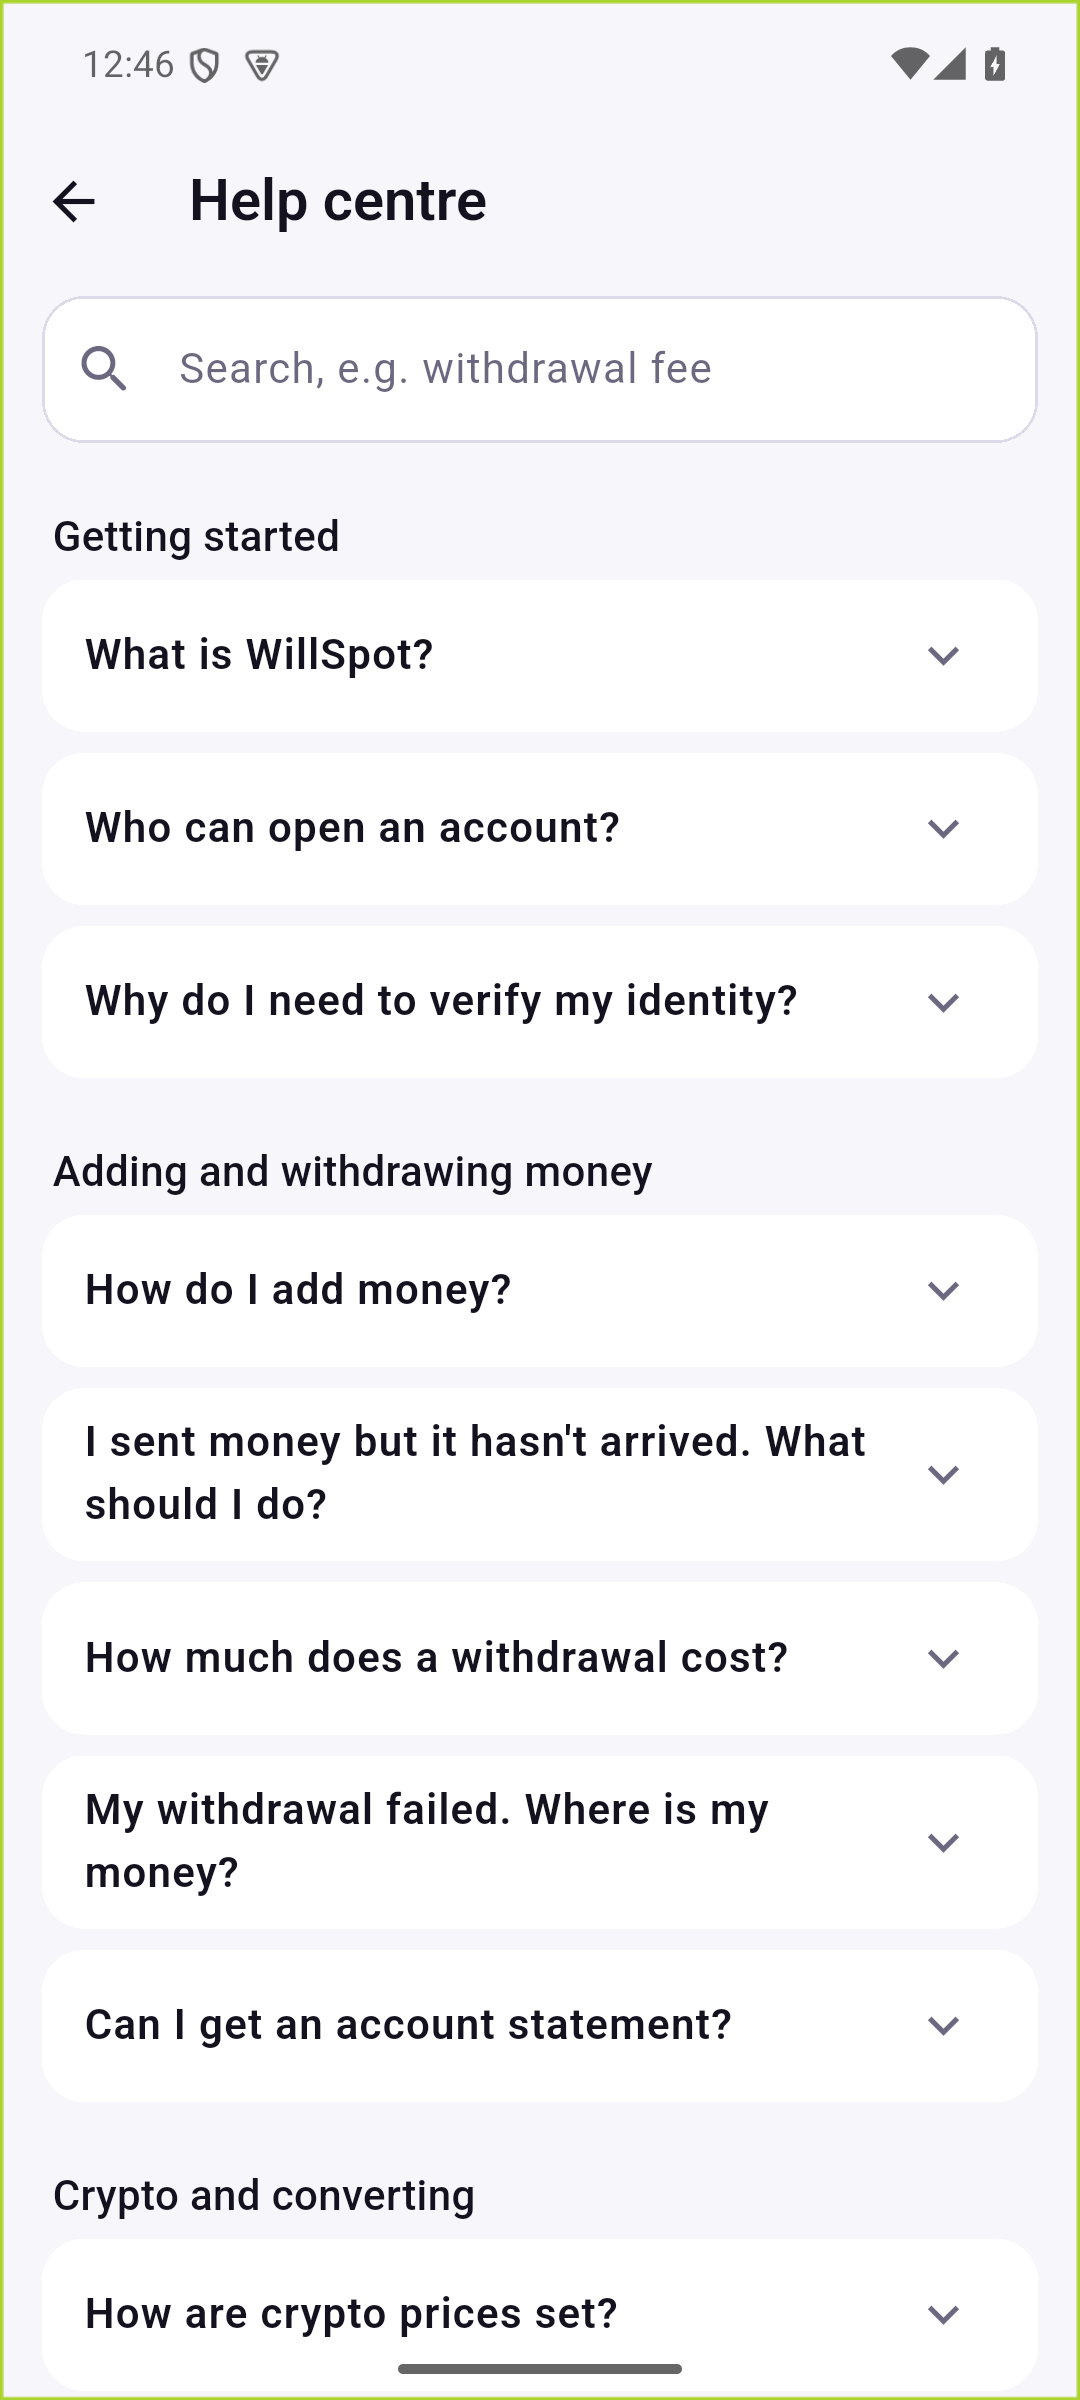 12:46
Help centre
Search, e.g. withdrawal fee
Getting started
What is WillSpot?
Who can open an account?
Why do I need to verify my identity?
Adding and withdrawing money
How do I add money?
I sent money but it hasn't arrived. What
should I do?
How much does a withdrawal cost?
My withdrawal failed. Where is my
money?
Can I get an account statement?
Crypto and converting
How are crypto prices set?